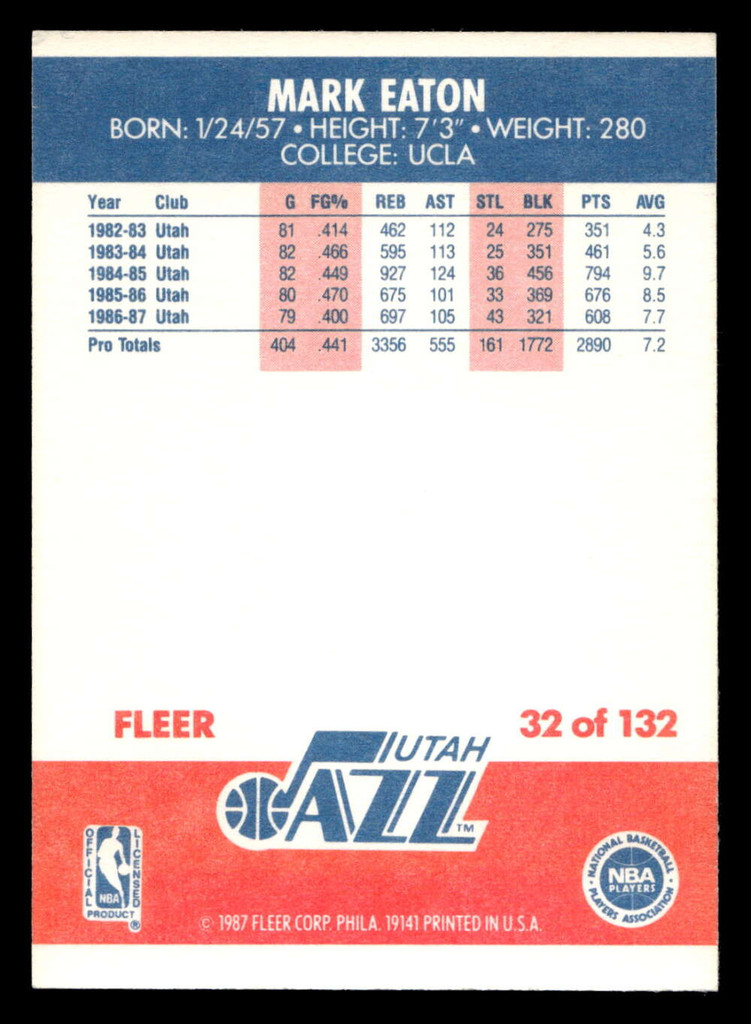 MARK EATON
BORN: 1/24/57 • HEIGHT: 7'3" • WEIGHT: 280
COLLEGE: UCLA
Year Club G FG% REB AST STL BLK PTS AVG
1982-83 Utah 81 .414 462 112 24 275 351 4.3
1983-84 Utah 82 .466 595 113 25 351 461 5.6
1984-85 Utah 82 .449 927 124 36 456 794 9.7
1985-86 Utah 80 .470 675 101 33 369 676 8.5
1986-87 Utah 79 .400 697 105 43 321 608 7.7
Pro Totals 404 .441 3356 555 161 1772 2890 7.2
FLEER 32 of 132
UTAH
JAZZ TM
OFFICIAL LICENSED
NBA
PRODUCT ®
NATIONAL BASKETBALL
NBA
PLAYERS
PLAYERS ASSOCIATION
© 1987 FLEER CORP. PHILA. 19141 PRINTED IN U.S.A.